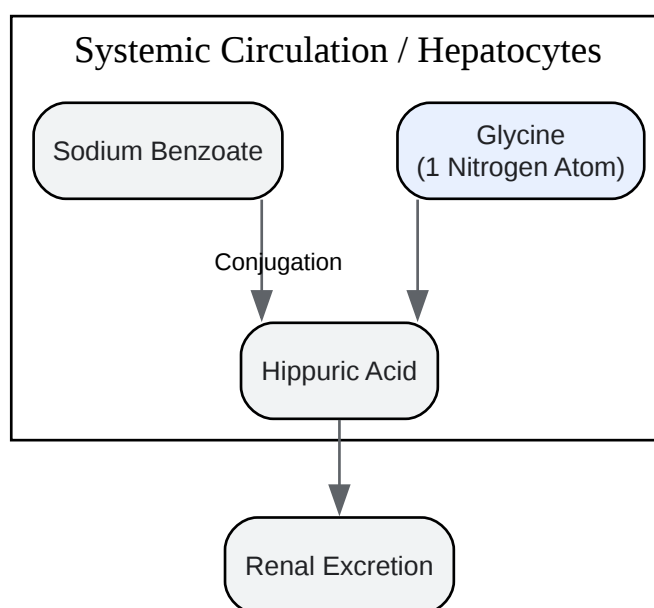 Systemic Circulation / Hepatocytes
Sodium Benzoate
Glycine
(1 Nitrogen Atom)
Conjugation
Hippuric Acid
Renal Excretion